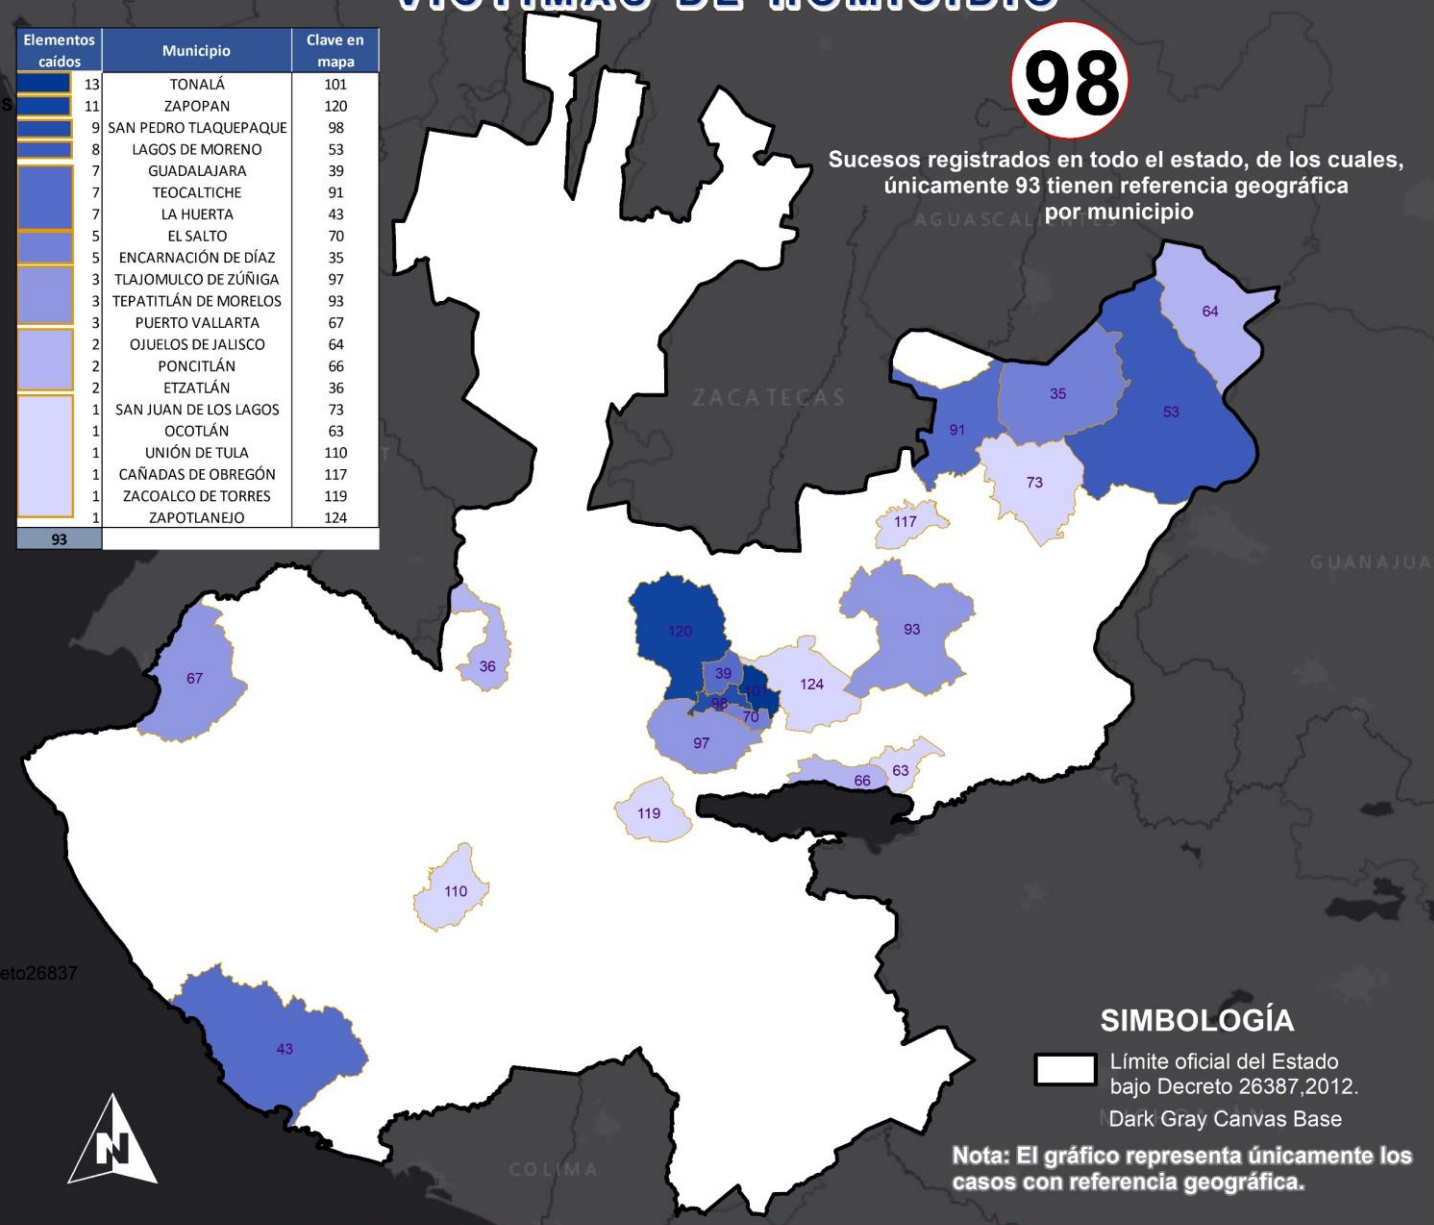 VÍCTIMAS DE HOMICIDIO
Elementos caídos Municipio Clave en mapa
13 TONALÁ 101
11 ZAPOPAN 120
9 SAN PEDRO TLAQUEPAQUE 98
8 LAGOS DE MORENO 53
7 GUADALAJARA 39
7 TEOCALTICHE 91
7 LA HUERTA 43
5 EL SALTO 70
5 ENCARNACIÓN DE DÍAZ 35
3 TLAJOMULCO DE ZÚÑIGA 97
3 TEPATITLÁN DE MORELOS 93
3 PUERTO VALLARTA 67
2 OJUELOS DE JALISCO 64
2 PONCITLÁN 66
2 ETZATLÁN 36
1 SAN JUAN DE LOS LAGOS 73
1 OCOTLÁN 63
1 UNIÓN DE TULA 110
1 CAÑADAS DE OBREGÓN 117
1 ZACOALCO DE TORRES 119
1 ZAPOTLANEJO 124
93
98
Sucesos registrados en todo el estado, de los cuales,
únicamente 93 tienen referencia geográfica
por municipio
AGUASCALIENTES
64
ZACATECAS
35
53
91
73
117
GUANAJUA
120
93
36
67
39
124
101
98
70
97
63
66
119
110
eto26837
43
COLIMA
SIMBOLOGÍA
Límite oficial del Estado
bajo Decreto 26387,2012.
Dark Gray Canvas Base
Nota: El gráfico representa únicamente los
casos con referencia geográfica.
N